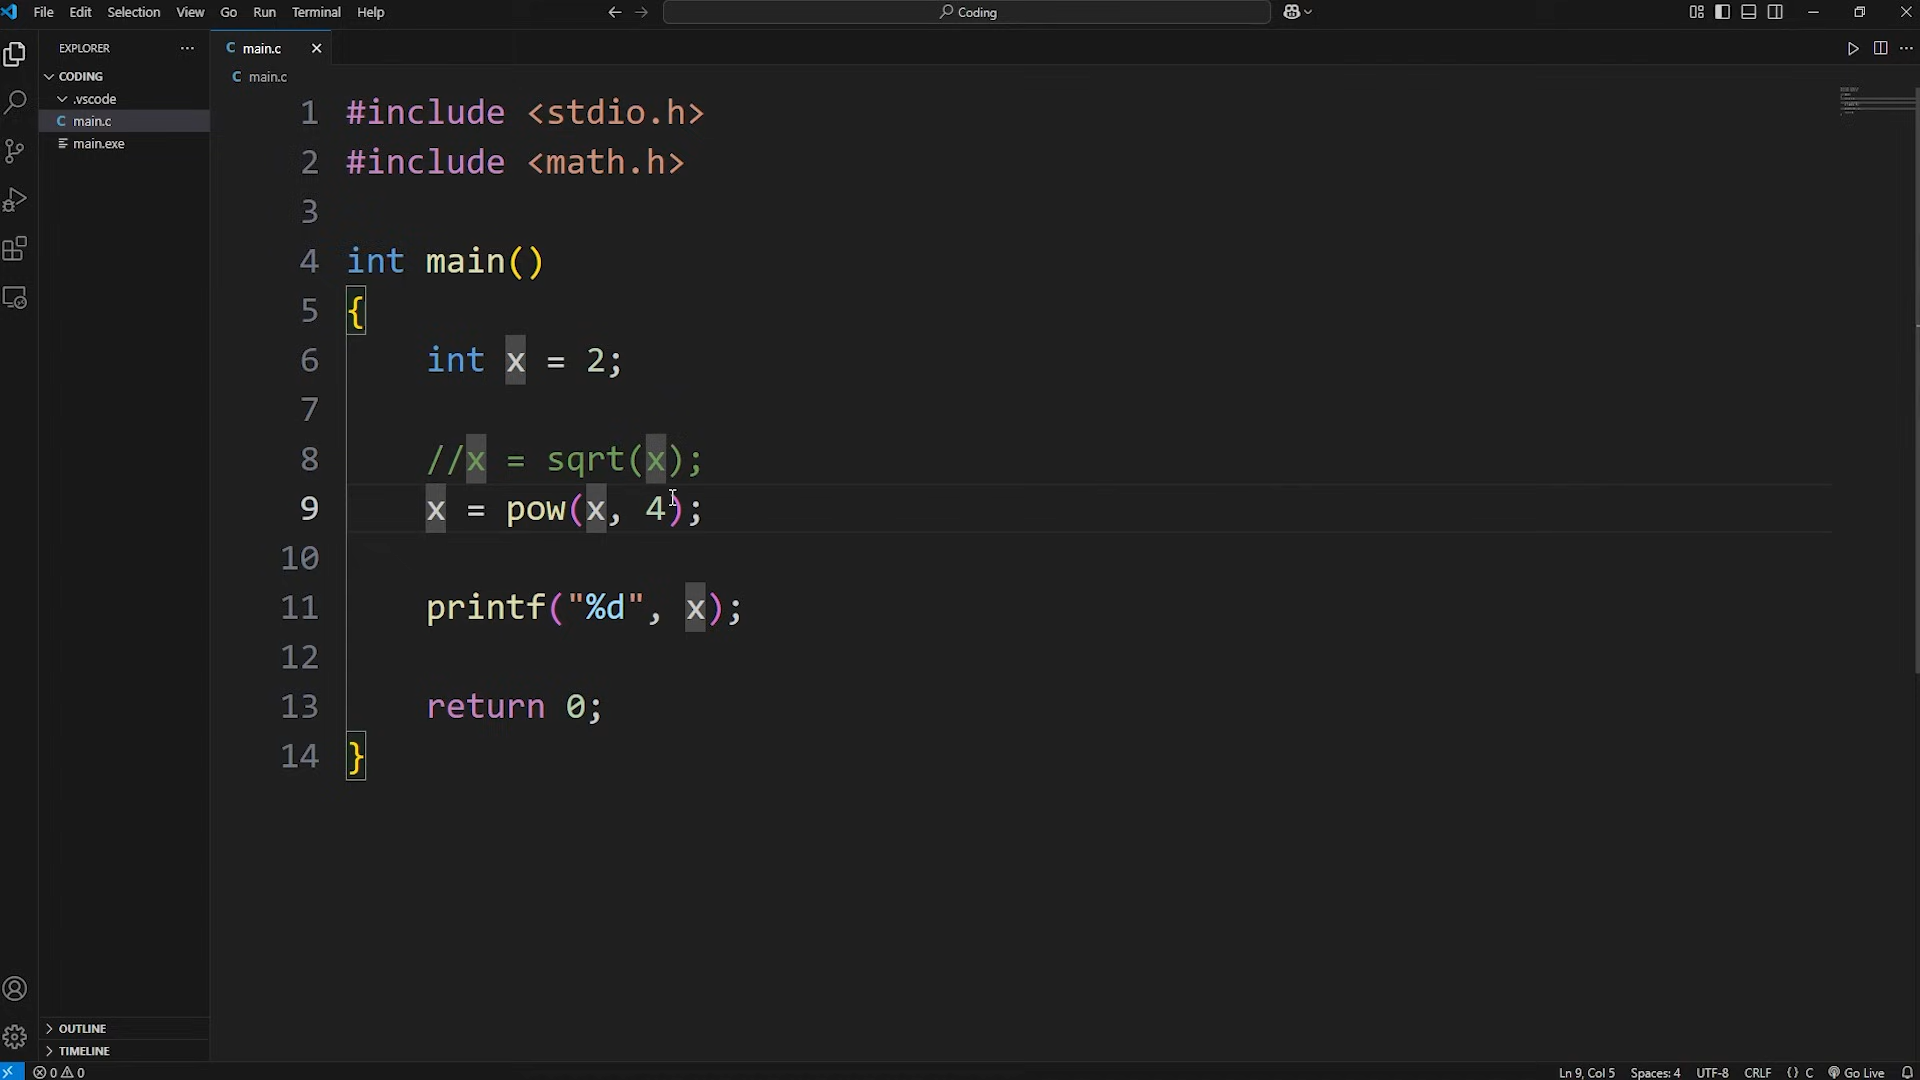 File Edit Selection View Go Run Terminal Help
Coding
EXPLORER
CODING
.vscode
C main.c
main.exe
OUTLINE
TIMELINE
C main.c
C main.c
1 #include <stdio.h>
2 #include <math.h>
3
4 int main()
5 {
6 int x = 2;
7
8 //x = sqrt(x);
9 x = pow(x, 4);
10
11 printf("%d", x);
12
13 return 0;
14 }
0 0
Ln 9, Col 5 Spaces: 4 UTF-8 CRLF {} C Go Live